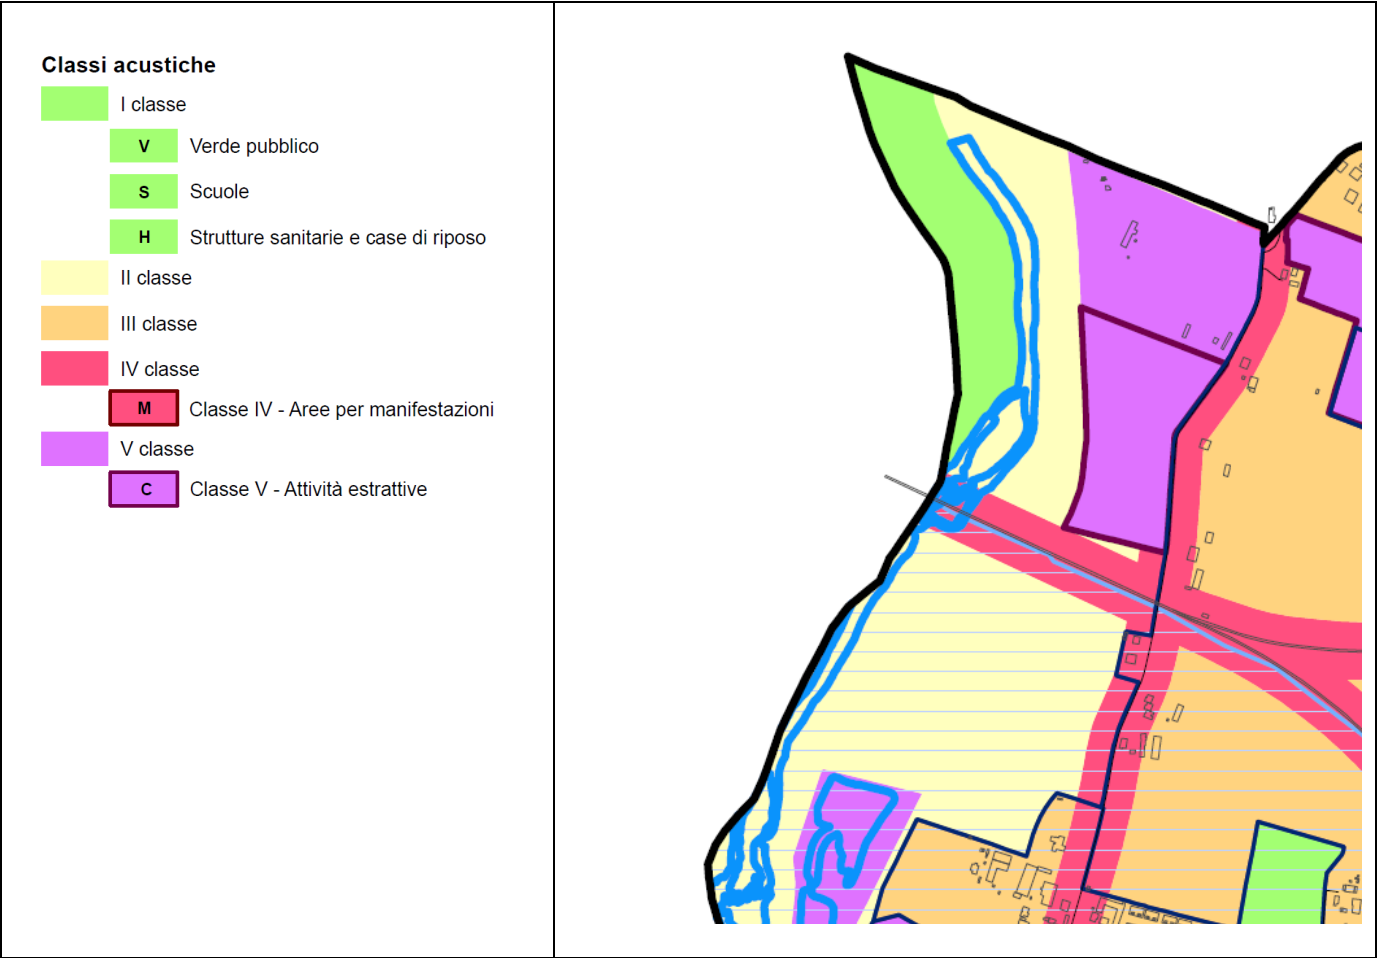 Classi acustiche
I classe
V Verde pubblico
S Scuole
H Strutture sanitarie e case di riposo
II classe
III classe
IV classe
M Classe IV - Aree per manifestazioni
V classe
C Classe V - Attività estrattive